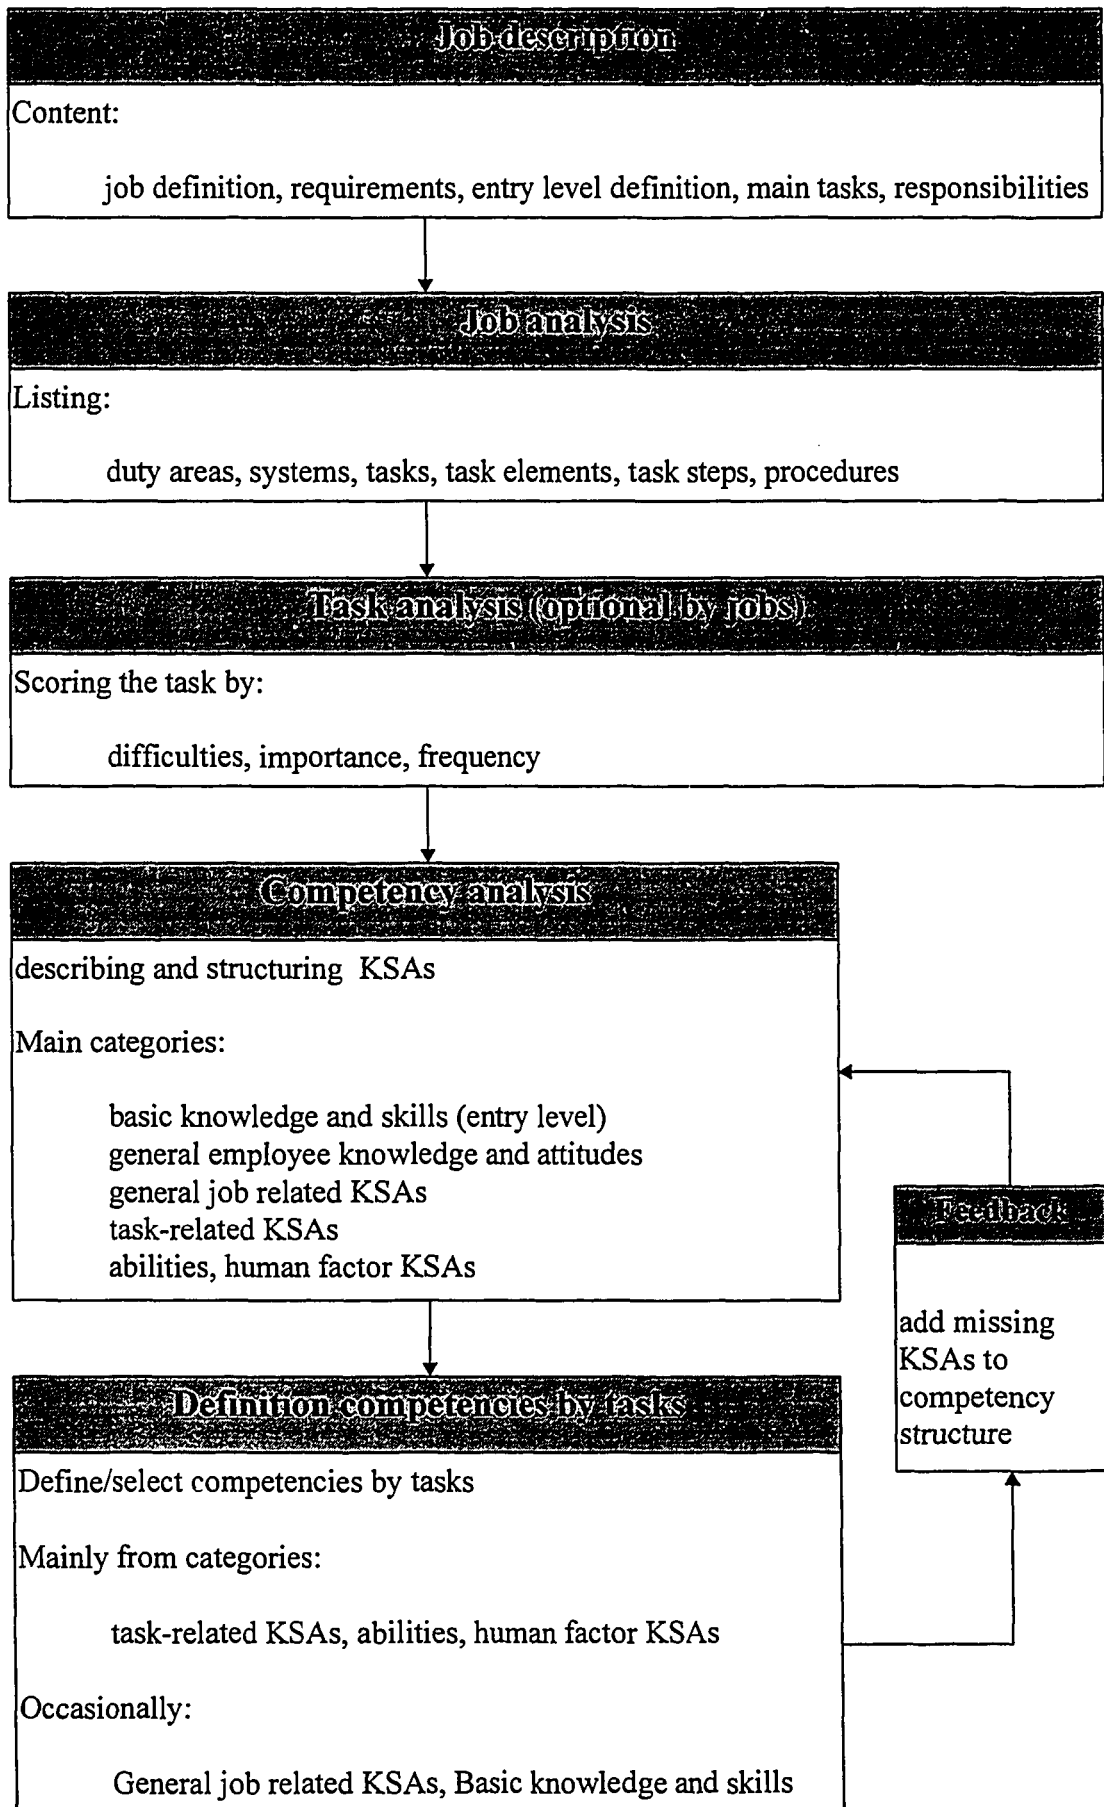 Job description
Content:
job definition, requirements, entry level definition, main tasks, responsibilities
Job analysis
Listing:
duty areas, systems, tasks, task elements, task steps, procedures
Task analysis (optional by jobs)
Scoring the task by:
difficulties, importance, frequency
Competency analysis
describing and structuring KSAs
Main categories:
basic knowledge and skills (entry level)
general employee knowledge and attitudes
general job related KSAs
task-related KSAs
abilities, human factor KSAs
Feedback
add missing
KSAs to
competency
structure
Definition competencies by tasks
Define/select competencies by tasks
Mainly from categories:
task-related KSAs, abilities, human factor KSAs
Occasionally:
General job related KSAs, Basic knowledge and skills